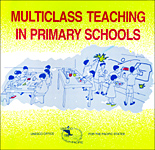 MULTICLASS TEACHING
IN PRIMARY SCHOOLS
UNESCO OFFICE
FOR THE PACIFIC STATES